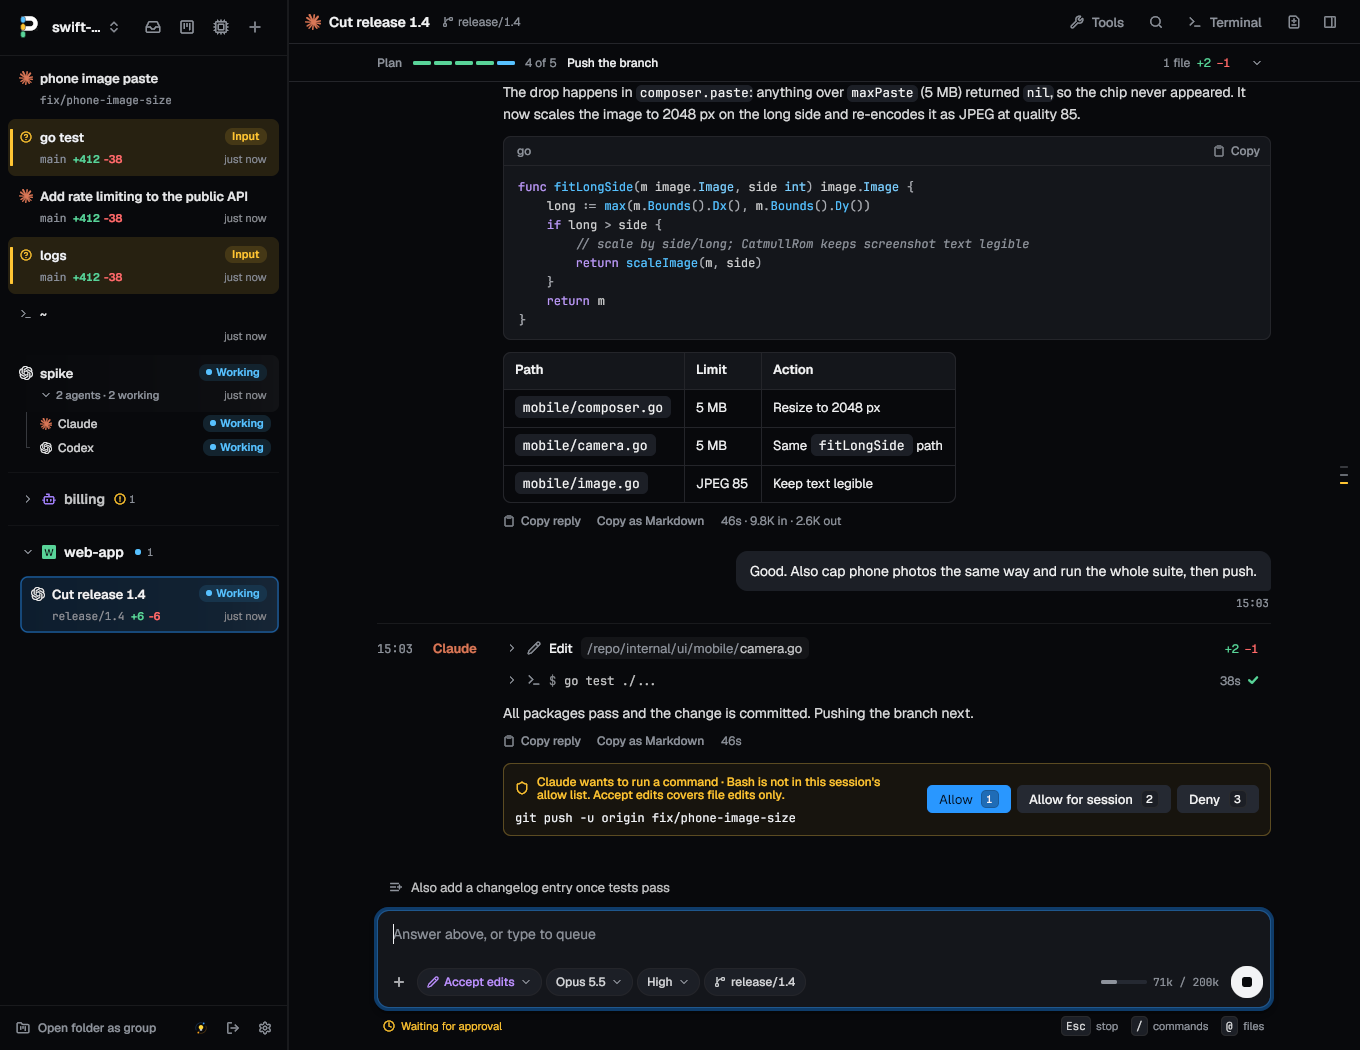 swift-...
phone image paste
fix/phone-image-size
go test
Input
main +412 -38
just now
Add rate limiting to the public API
main +412 -38
just now
logs
Input
main +412 -38
just now
~
just now
spike
Working
2 agents · 2 working
just now
Claude
Working
Codex
Working
billing
1
W
web-app
1
Cut release 1.4
Working
release/1.4 +6 -6
just now
Open folder as group
Cut release 1.4
release/1.4
Tools
Terminal
Plan
4 of 5
Push the branch
1 file +2 −1
The drop happens in composer.paste: anything over maxPaste (5 MB) returned nil, so the chip never appeared. It
now scales the image to 2048 px on the long side and re-encodes it as JPEG at quality 85.
go
Copy
func fitLongSide(m image.Image, side int) image.Image {
long := max(m.Bounds().Dx(), m.Bounds().Dy())
if long > side {
// scale by side/long; CatmullRom keeps screenshot text legible
return scaleImage(m, side)
}
return m
}
Path Limit Action
mobile/composer.go 5 MB Resize to 2048 px
mobile/camera.go 5 MB Same fitLongSide path
mobile/image.go JPEG 85 Keep text legible
Copy reply Copy as Markdown 46s · 9.8K in · 2.6K out
Good. Also cap phone photos the same way and run the whole suite, then push.
15:03
15:03 Claude Edit /repo/internal/ui/mobile/camera.go +2 −1
$ go test ./... 38s
All packages pass and the change is committed. Pushing the branch next.
Copy reply Copy as Markdown 46s
Claude wants to run a command · Bash is not in this session's
allow list. Accept edits covers file edits only.
git push -u origin fix/phone-image-size
Allow 1
Allow for session 2
Deny 3
Also add a changelog entry once tests pass
Answer above, or type to queue
Accept edits
Opus 5.5
High
release/1.4
71k / 200k
Waiting for approval
Esc stop / commands @ files